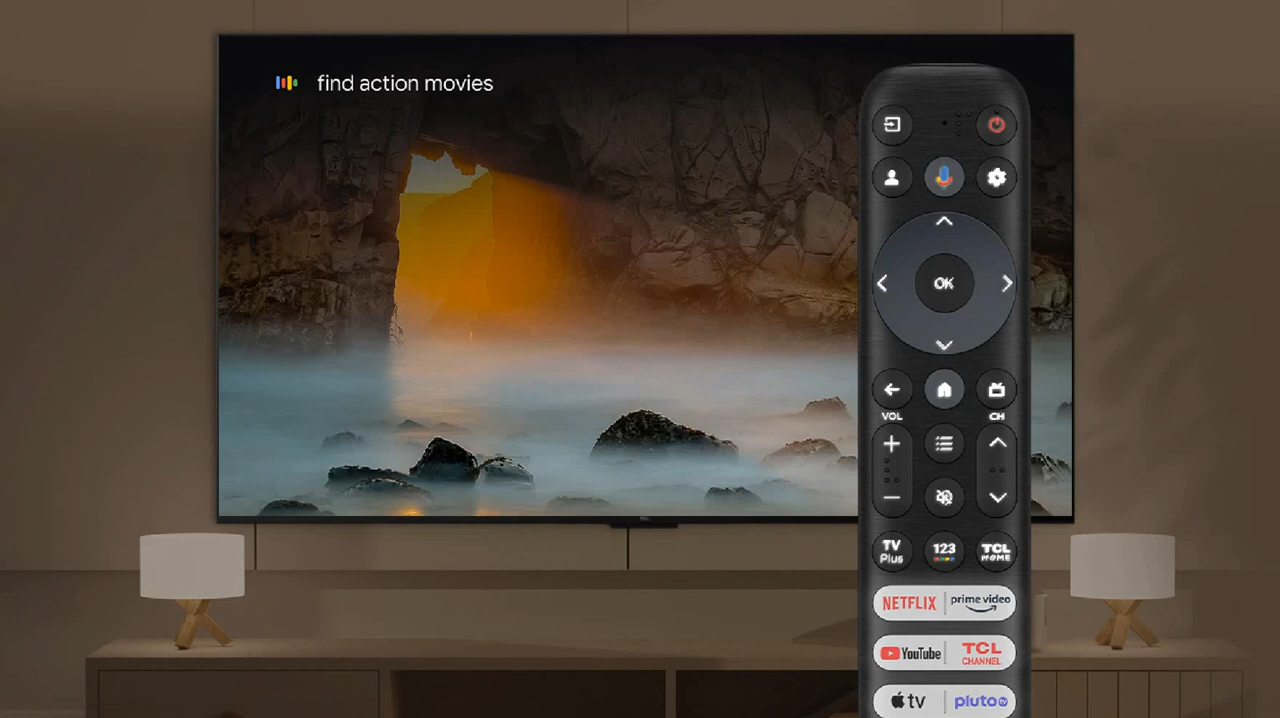 find action movies
OK
VOL
CH
TV
Plus
123
TCL
HOME
NETFLIX
prime video
YouTube
TCL
CHANNEL
tv
pluto tv